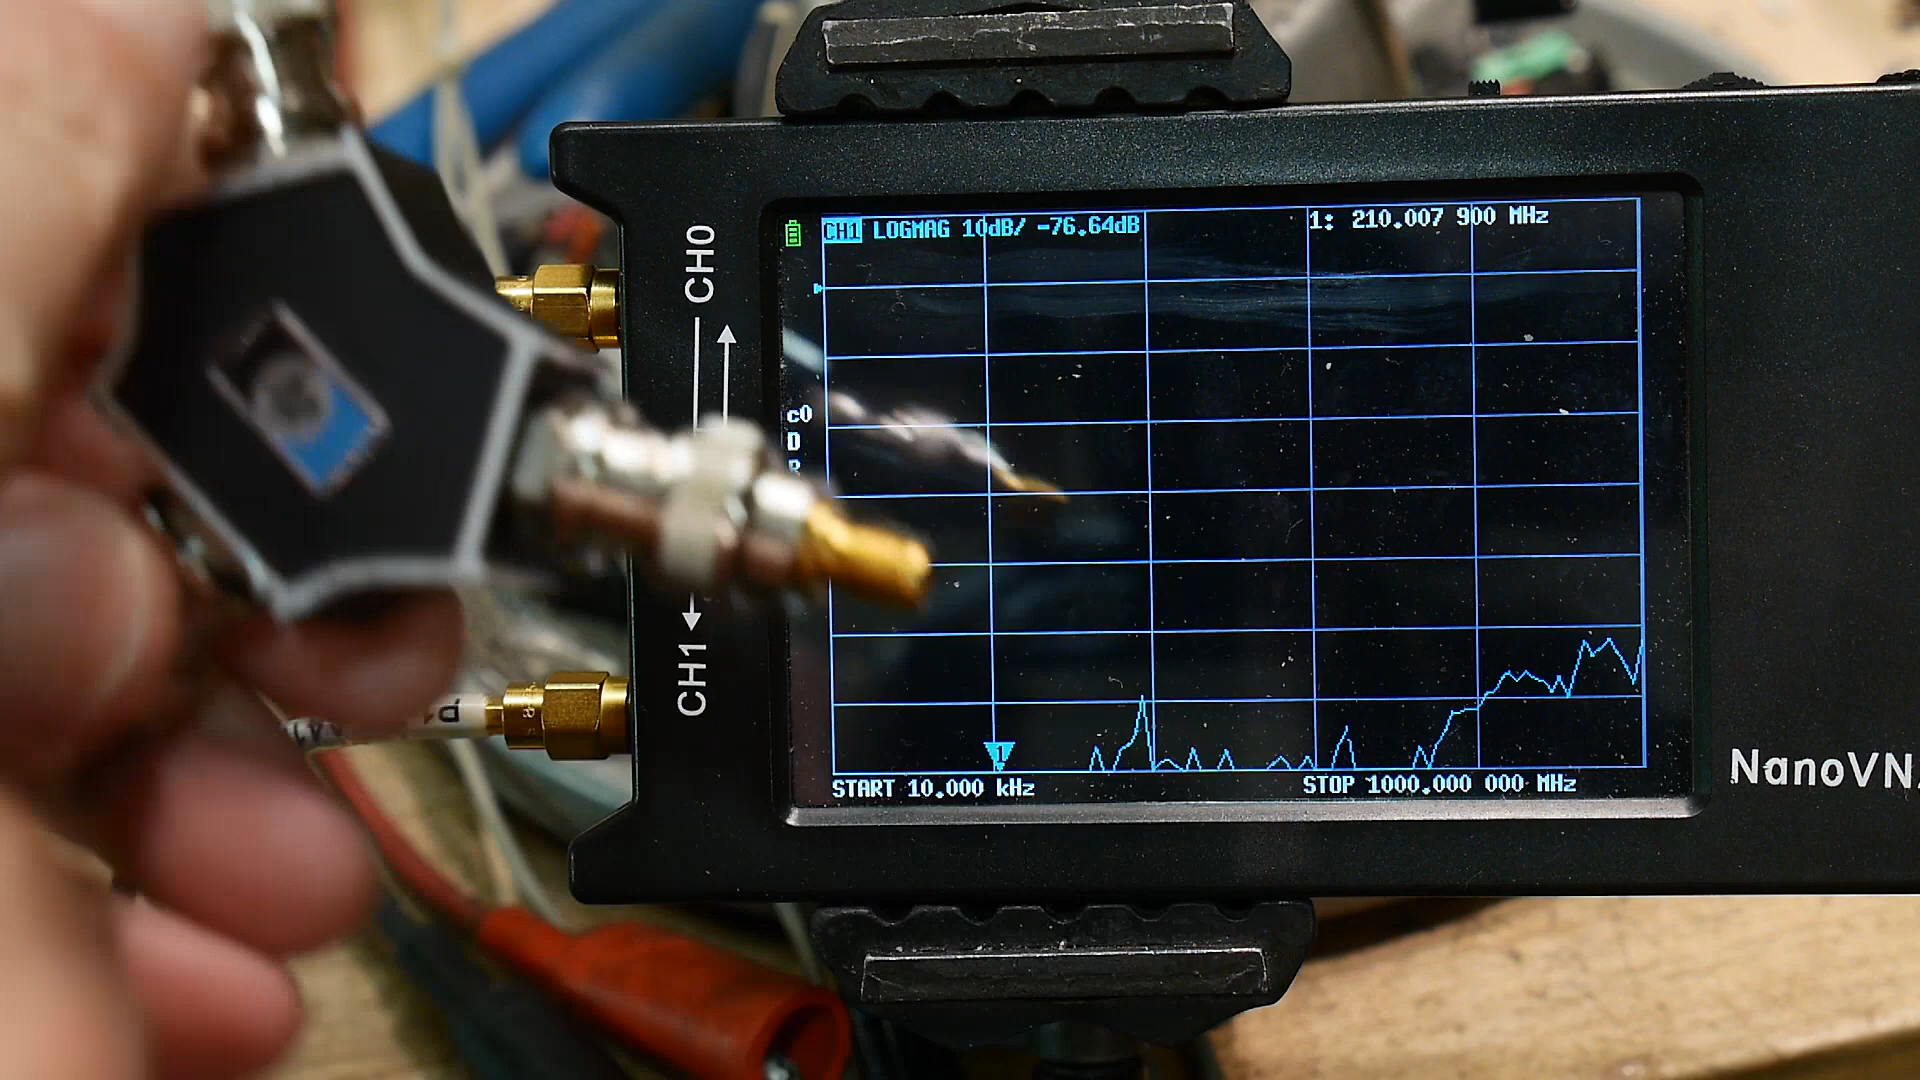 CH1 LOGMAG 10dB/ -76.64dB
1: 210.007 900 MHz
CH0
c0
D
CH1
1
START 10.000 kHz
STOP 1000.000 000 MHz
NanoVN